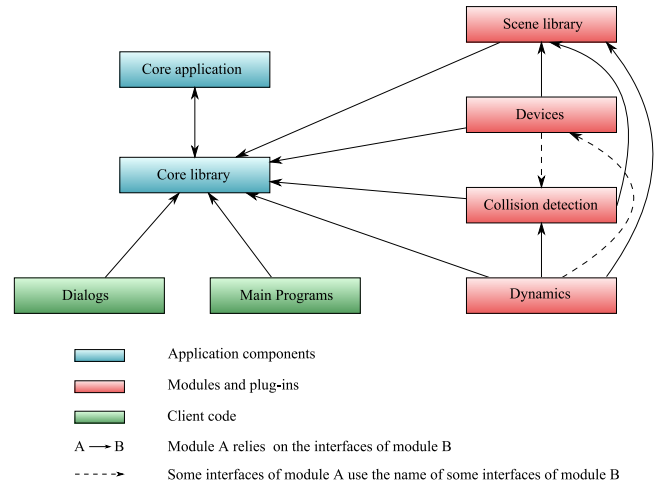 Scene library
Core application
Devices
Core library
Collision detection
Dialogs
Main Programs
Dynamics
Application components
Modules and plug-ins
Client code
A B Module A relies on the interfaces of module B
Some interfaces of module A use the name of some interfaces of module B